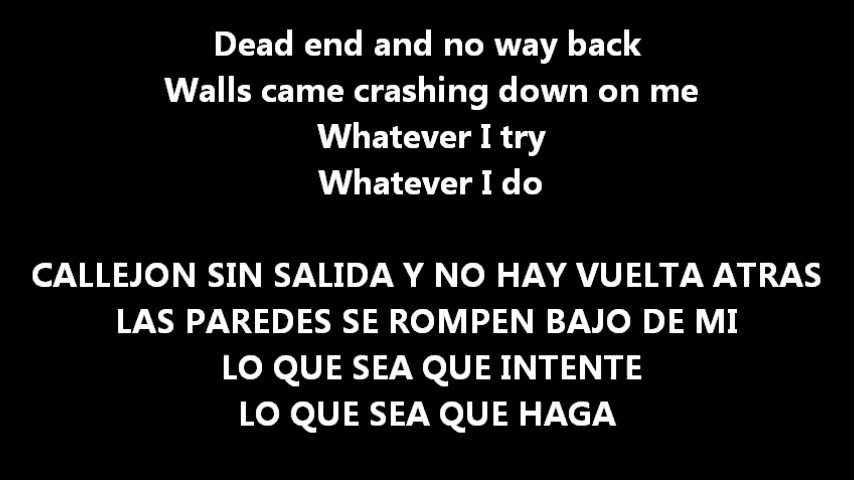 Dead end and no way back
Walls came crashing down on me
Whatever I try
Whatever I do
CALLEJON SIN SALIDA Y NO HAY VUELTA ATRAS
LAS PAREDES SE ROMPEN BAJO DE MI
LO QUE SEA QUE INTENTE
LO QUE SEA QUE HAGA